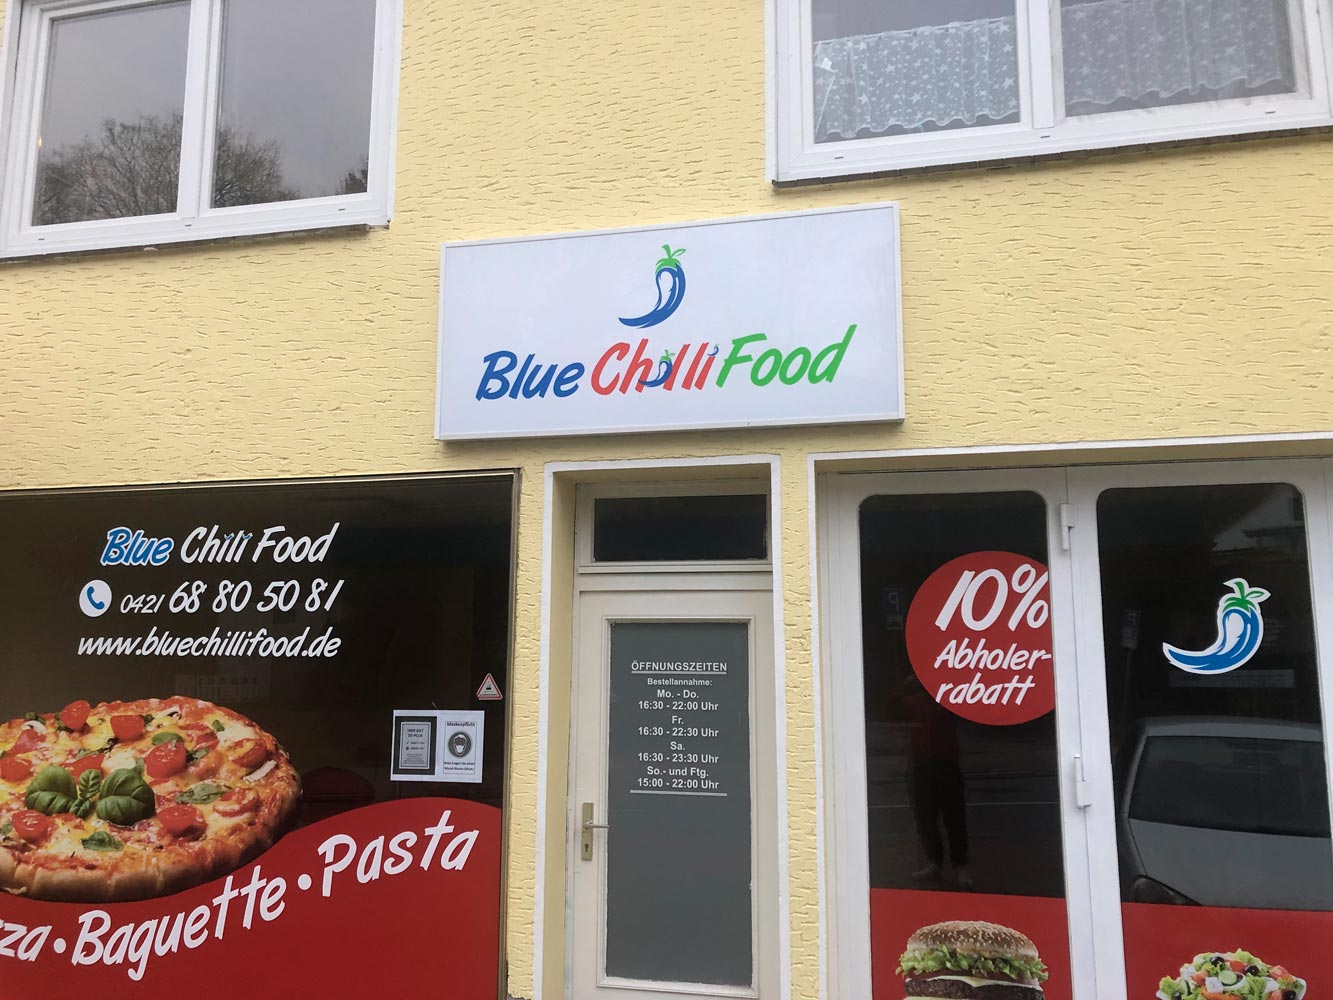 Blue Chilli Food
Blue Chili Food
0421 68 80 50 81
www.bluechillifood.de
Maskenpflicht
zza • Baguette • Pasta
ÖFFNUNGSZEITEN
Bestellannahme:
Mo. - Do.
16:30 - 22:00 Uhr
Fr.
16:30 - 22:30 Uhr
Sa.
16:30 - 23:30 Uhr
So.- und Ftg.
15:00 - 22:00 Uhr
10%
Abholer-
rabatt